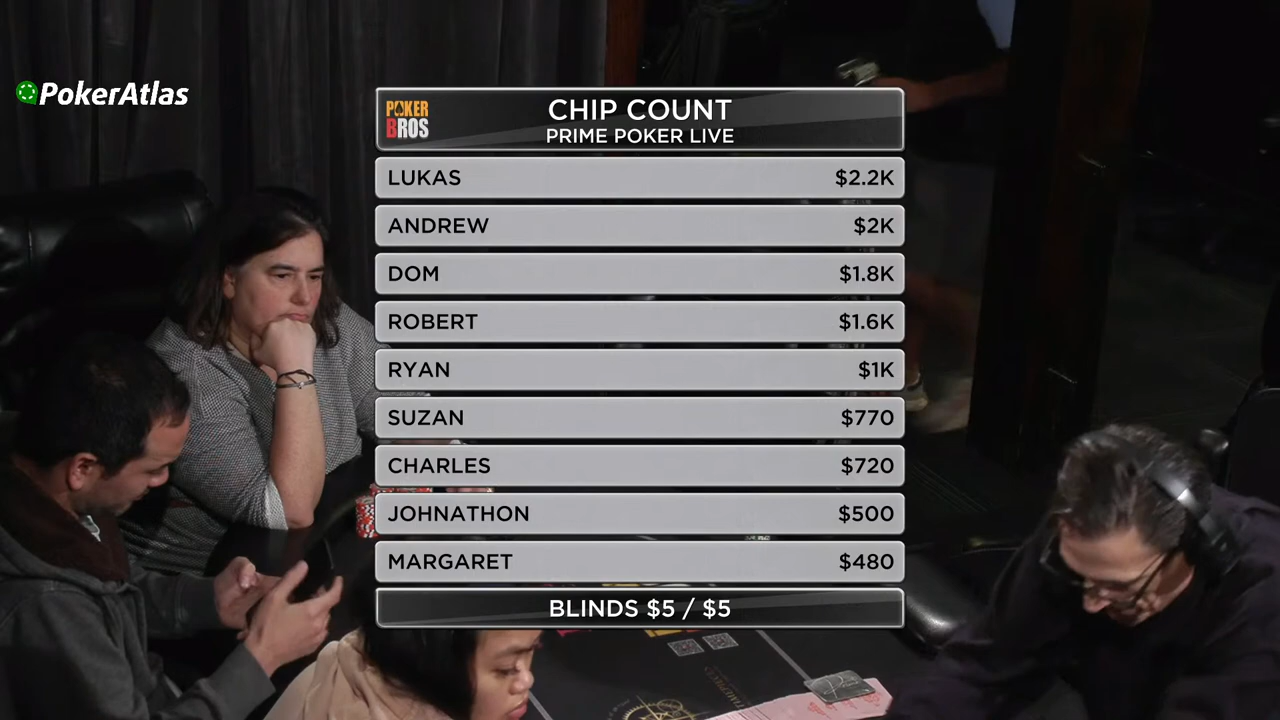 PokerAtlas
POKER
BROS
CHIP COUNT
PRIME POKER LIVE
LUKAS $2.2K
ANDREW $2K
DOM $1.8K
ROBERT $1.6K
RYAN $1K
SUZAN $770
CHARLES $720
JOHNATHON $500
MARGARET $480
BLINDS $5 / $5